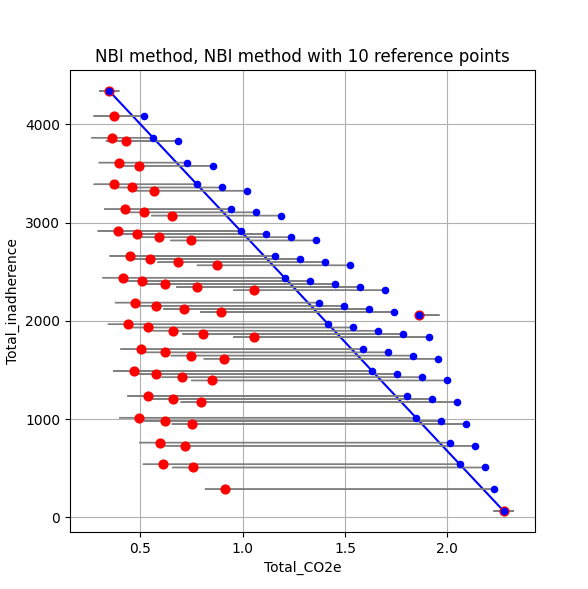 NBI method, NBI method with 10 reference points
Total_inadherence
4000
3000
2000
1000
0
0.5 1.0 1.5 2.0
Total_CO2e